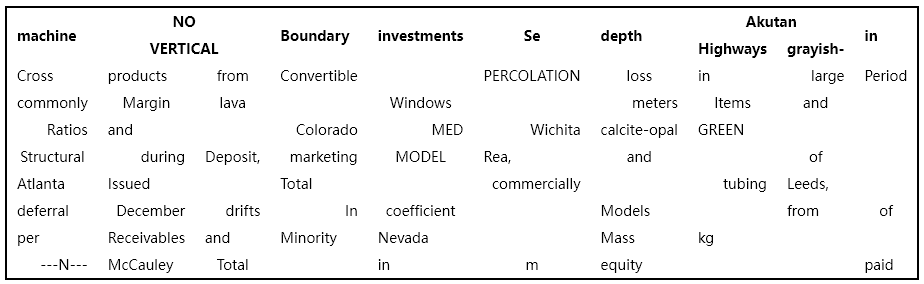 machine NO VERTICAL Boundary investments Se depth Akutan Highways grayish- in
Cross products from Convertible PERCOLATION loss in large Period
commonly Margin lava Windows meters Items and
Ratios and Colorado MED Wichita calcite-opal GREEN
Structural during Deposit, marketing MODEL Rea, and of
Atlanta Issued Total commercially tubing Leeds,
deferral December drifts In coefficient Models from of
per Receivables and Minority Nevada Mass kg
---N--- McCauley Total in m equity paid